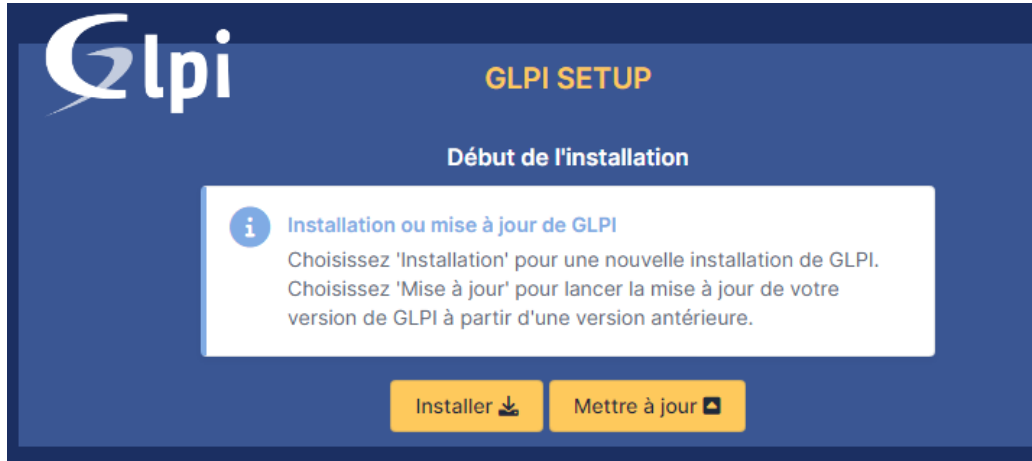 Glpi
GLPI SETUP
Début de l'installation
Installation ou mise à jour de GLPI
Choisissez 'Installation' pour une nouvelle installation de GLPI.
Choisissez 'Mise à jour' pour lancer la mise à jour de votre
version de GLPI à partir d'une version antérieure.
Installer
Mettre à jour